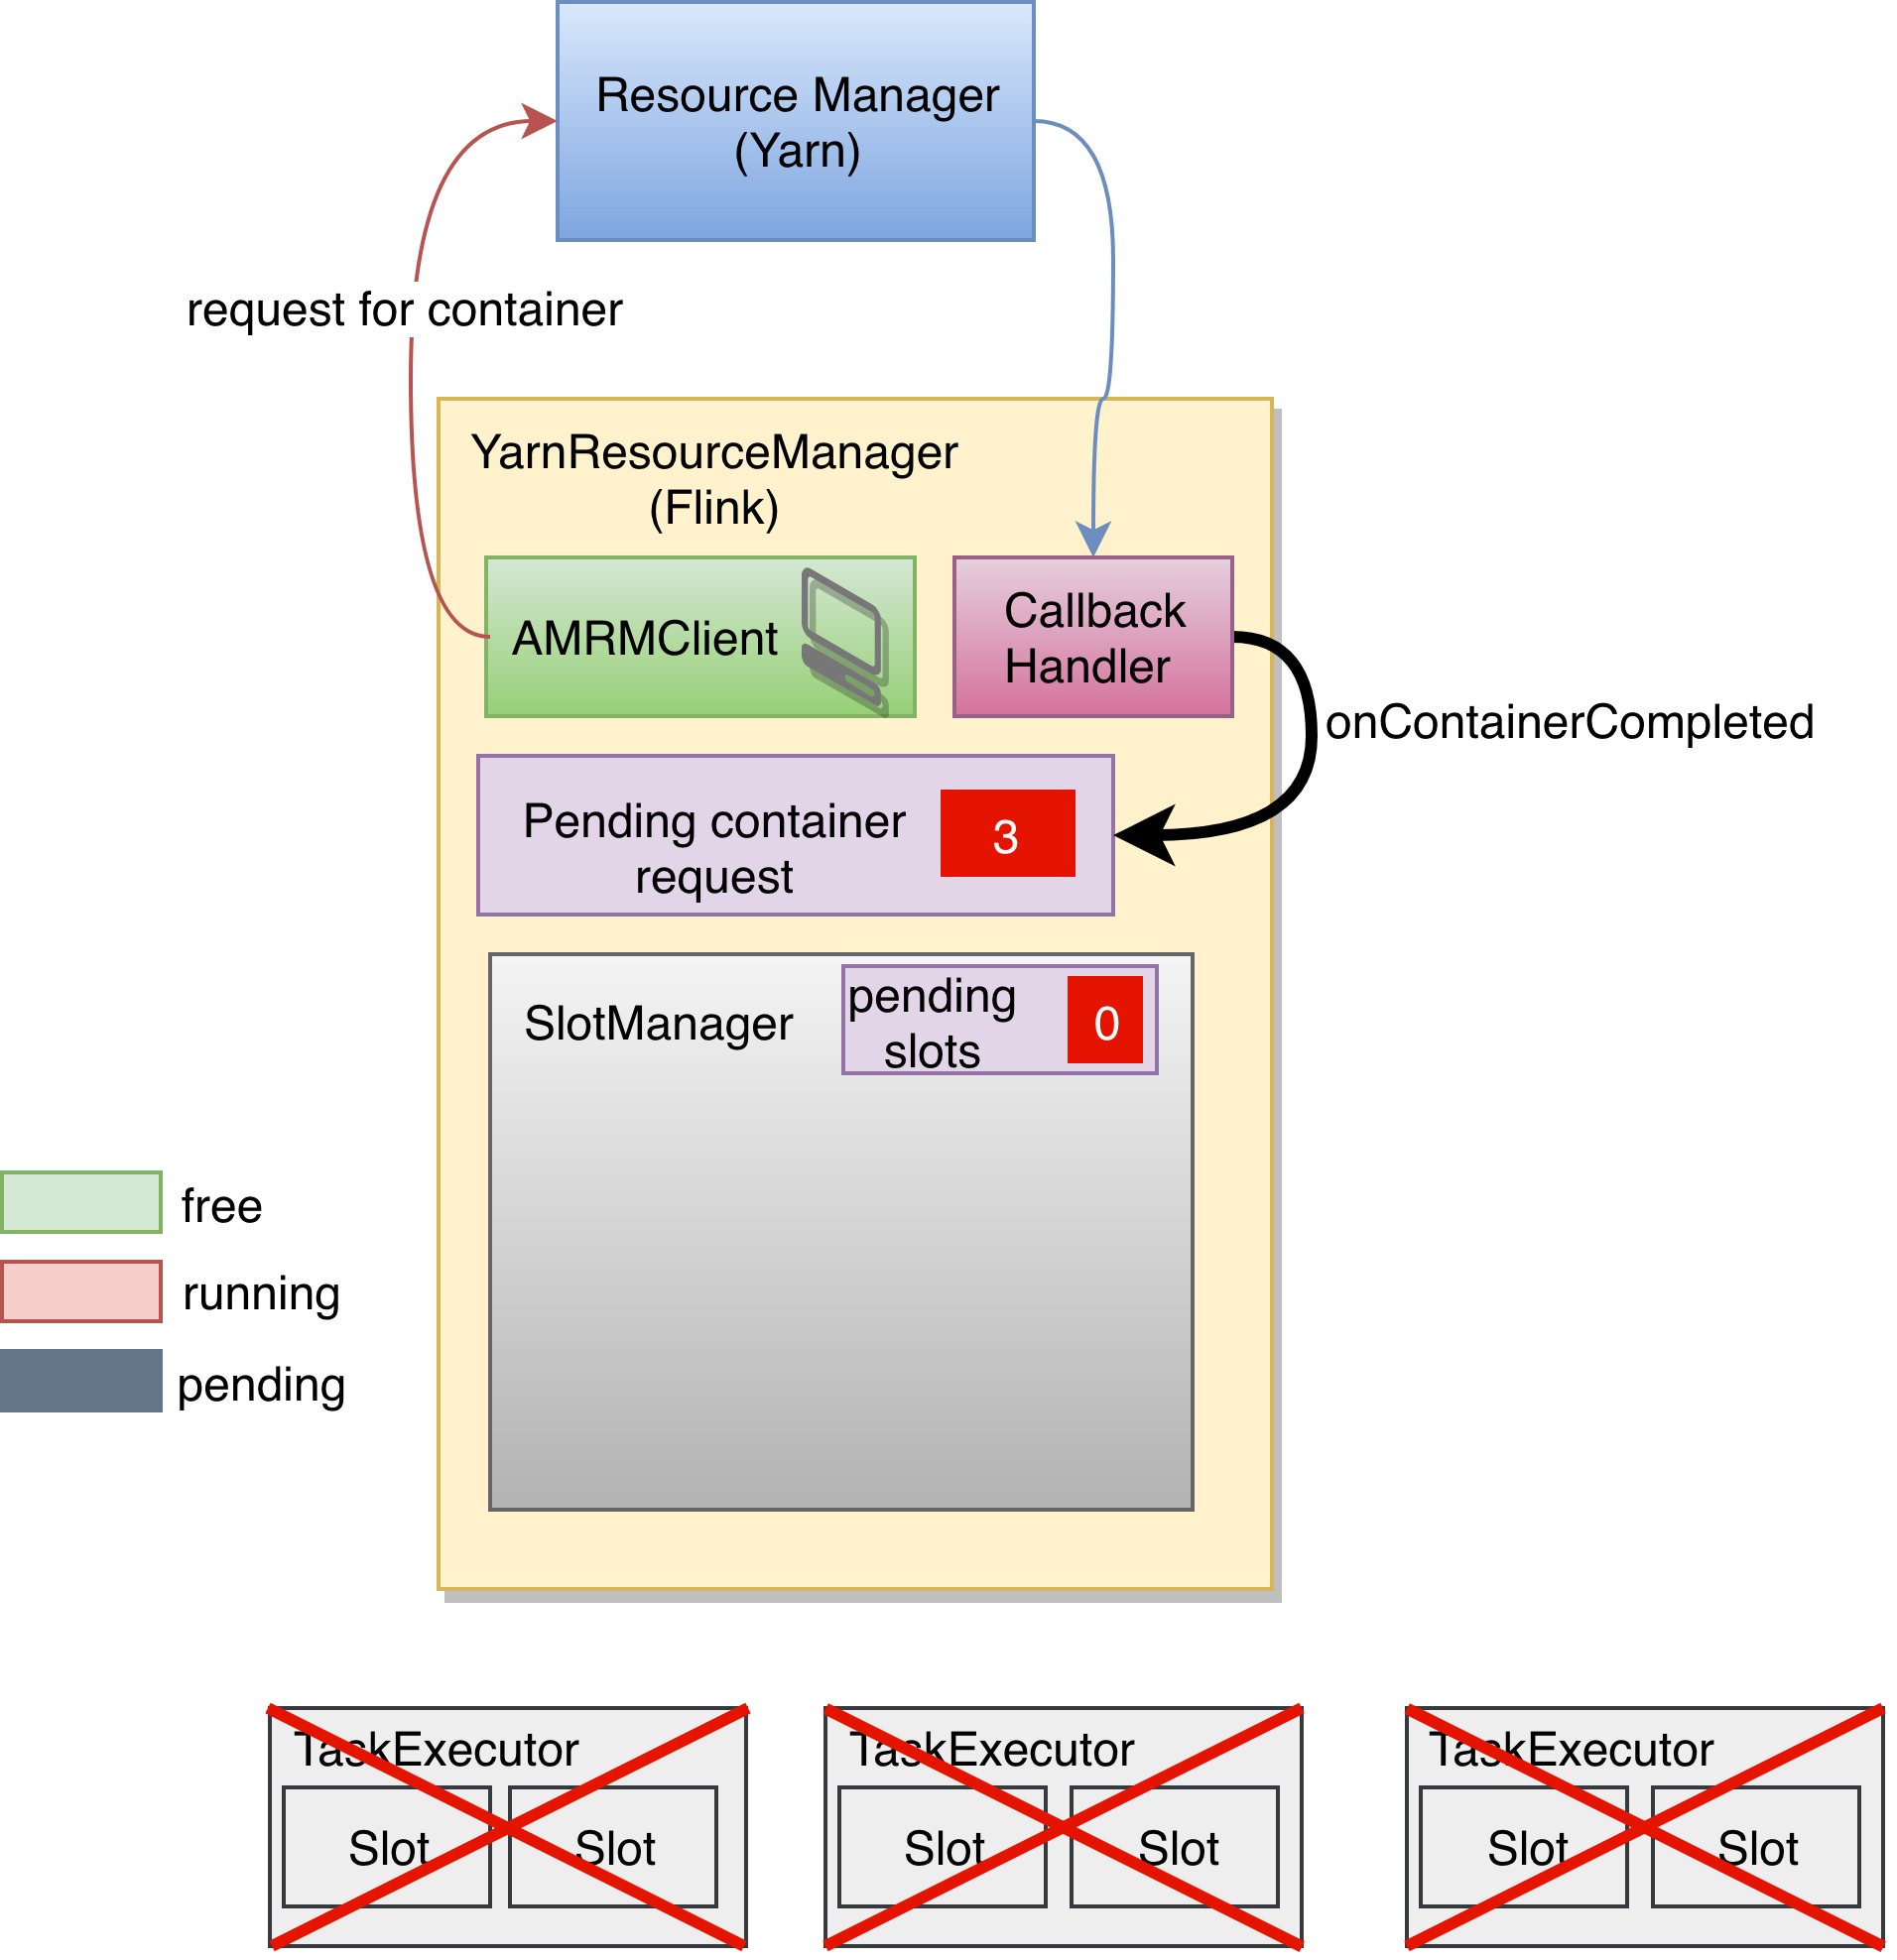 Resource Manager
(Yarn)
request for container
YarnResourceManager
(Flink)
AMRMClient
Callback
Handler
onContainerCompleted
Pending container
request
3
SlotManager
pending
slots
0
free
running
pending
TaskExecutor
Slot
Slot
TaskExecutor
Slot
Slot
TaskExecutor
Slot
Slot